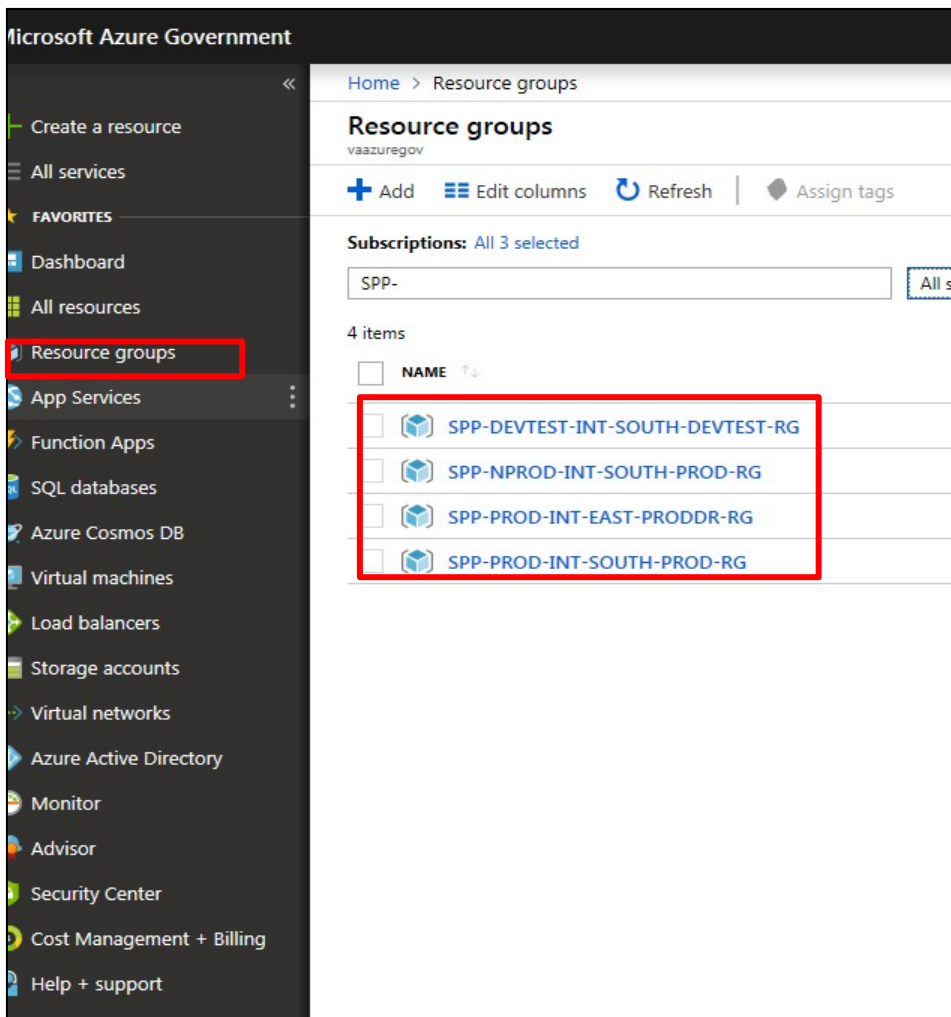 Microsoft Azure Government
«
Create a resource
All services
FAVORITES
Dashboard
All resources
Resource groups
App Services
Function Apps
SQL databases
Azure Cosmos DB
Virtual machines
Load balancers
Storage accounts
Virtual networks
Azure Active Directory
Monitor
Advisor
Security Center
Cost Management + Billing
Help + support
Home > Resource groups
Resource groups
vaazuregov
Add Edit columns Refresh Assign tags
Subscriptions: All 3 selected
SPP- All s
4 items
NAME ↑↓
SPP-DEVTEST-INT-SOUTH-DEVTEST-RG
SPP-NPROD-INT-SOUTH-PROD-RG
SPP-PROD-INT-EAST-PRODDR-RG
SPP-PROD-INT-SOUTH-PROD-RG